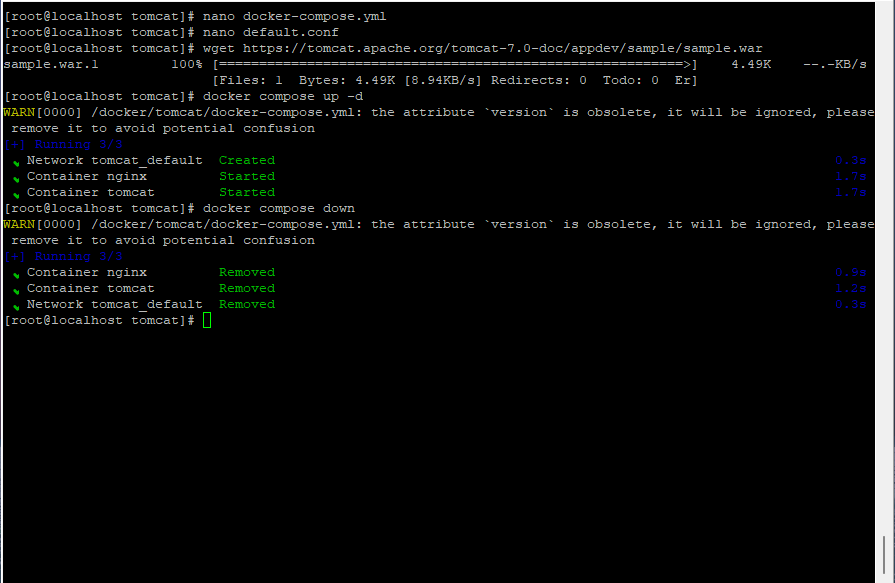 [root@localhost tomcat]# nano docker-compose.yml
[root@localhost tomcat]# nano default.conf
[root@localhost tomcat]# wget https://tomcat.apache.org/tomcat-7.0-doc/appdev/sample/sample.war
sample.war.1         100% [==========================================================>]    4.49K    --.-KB/s
                          [Files: 1  Bytes: 4.49K [8.94KB/s] Redirects: 0  Todo: 0  Er]
[root@localhost tomcat]# docker compose up -d
WARN[0000] /docker/tomcat/docker-compose.yml: the attribute `version` is obsolete, it will be ignored, please
 remove it to avoid potential confusion
[+] Running 3/3
 ✔ Network tomcat_default  Created 0.3s
 ✔ Container nginx         Started 1.7s
 ✔ Container tomcat        Started 1.7s
[root@localhost tomcat]# docker compose down
WARN[0000] /docker/tomcat/docker-compose.yml: the attribute `version` is obsolete, it will be ignored, please
 remove it to avoid potential confusion
[+] Running 3/3
 ✔ Container nginx         Removed 0.9s
 ✔ Container tomcat        Removed 1.2s
 ✔ Network tomcat_default  Removed 0.3s
[root@localhost tomcat]#